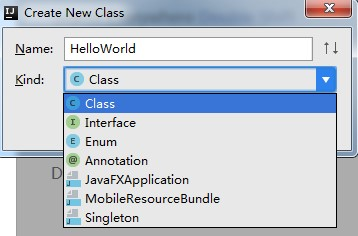 Create New Class
Name: HelloWorld
Kind: C Class
C Class
I Interface
E Enum
@ Annotation
JavaFXApplication
MobileResourceBundle
Singleton
D